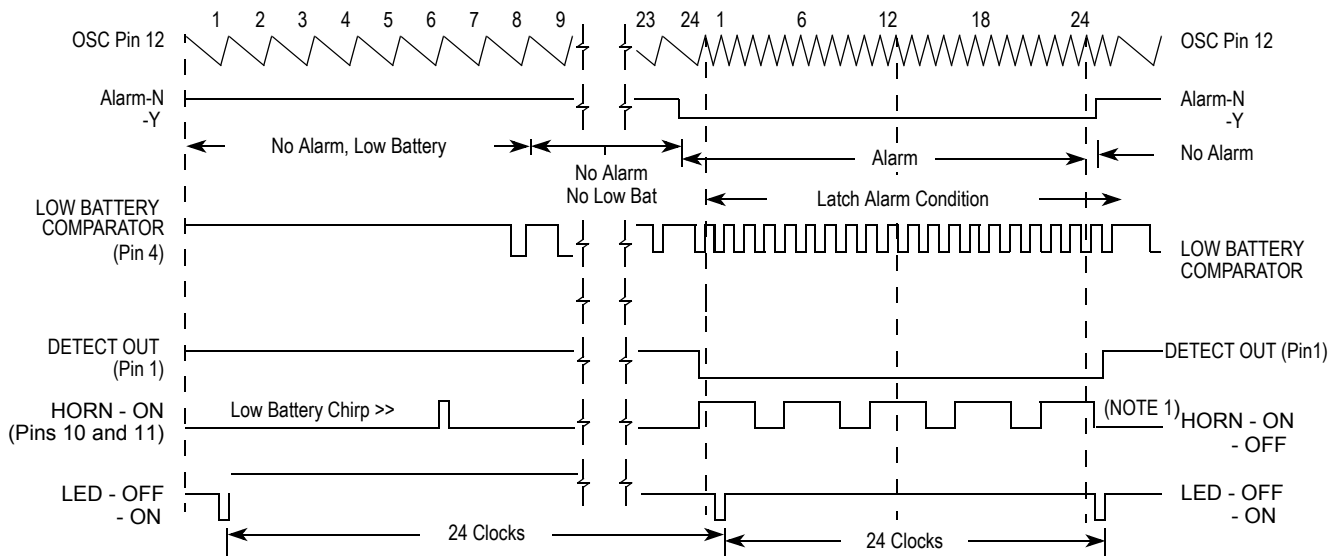 1 2 3 4 5 6 7 8 9 23 24 1 6 12 18 24
OSC Pin 12
OSC Pin 12
Alarm-N
-Y
Alarm-N
-Y
No Alarm, Low Battery
No Alarm
No Low Bat
Alarm
No Alarm
Latch Alarm Condition
LOW BATTERY
COMPARATOR
(Pin 4)
LOW BATTERY
COMPARATOR
DETECT OUT
(Pin 1)
DETECT OUT (Pin1)
HORN - ON
(Pins 10 and 11)
Low Battery Chirp >>
(NOTE 1)
HORN - ON
- OFF
LED - OFF
- ON
LED - OFF
- ON
24 Clocks
24 Clocks